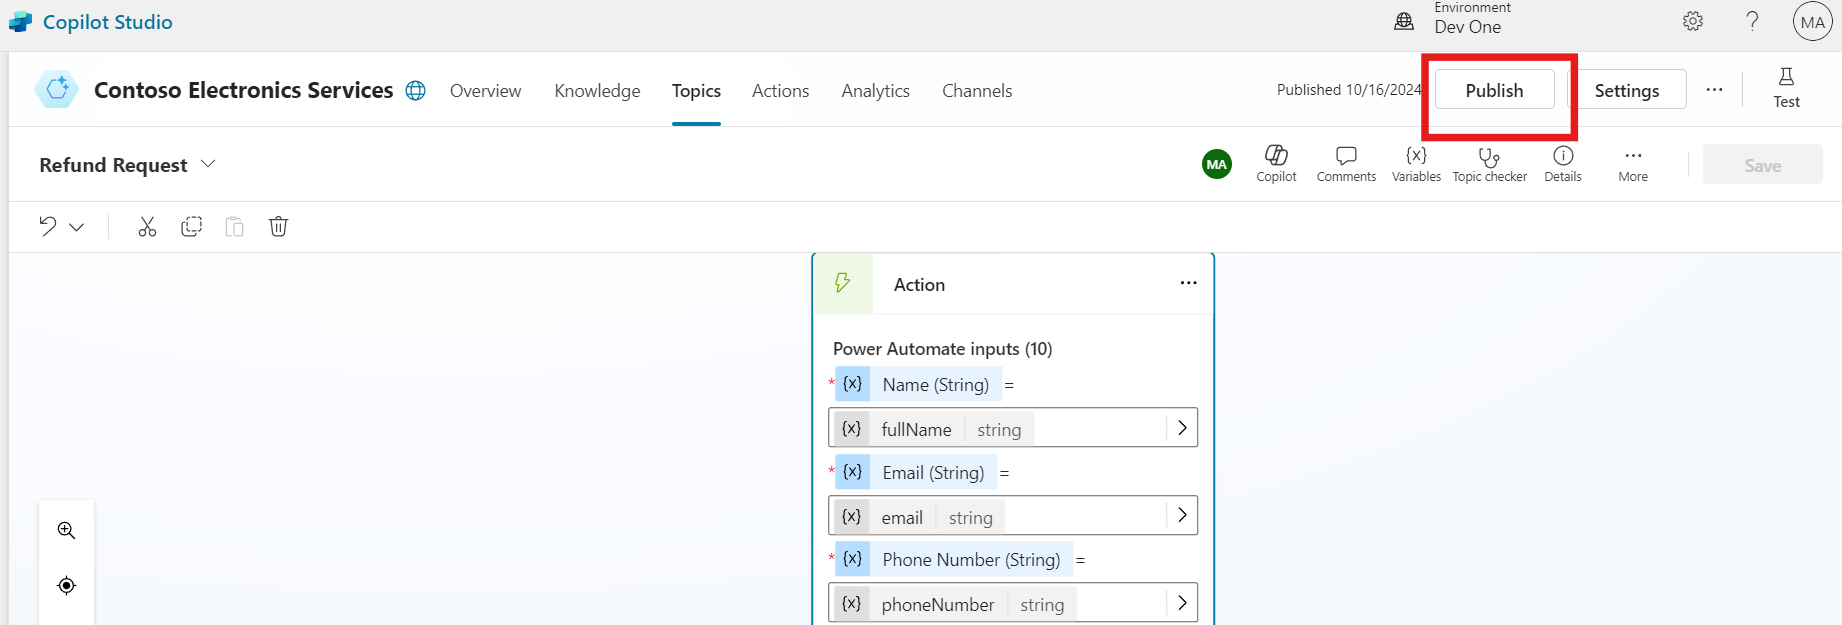 Copilot Studio
Environment
Dev One
MA
Contoso Electronics Services
Overview
Knowledge
Topics
Actions
Analytics
Channels
Published 10/16/2024
Publish
Settings
Test
Refund Request
MA
Copilot
Comments
Variables
Topic checker
Details
More
Save
Action
Power Automate inputs (10)
* {x} Name (String) =
{x} fullName string
* {x} Email (String) =
{x} email string
* {x} Phone Number (String) =
{x} phoneNumber string